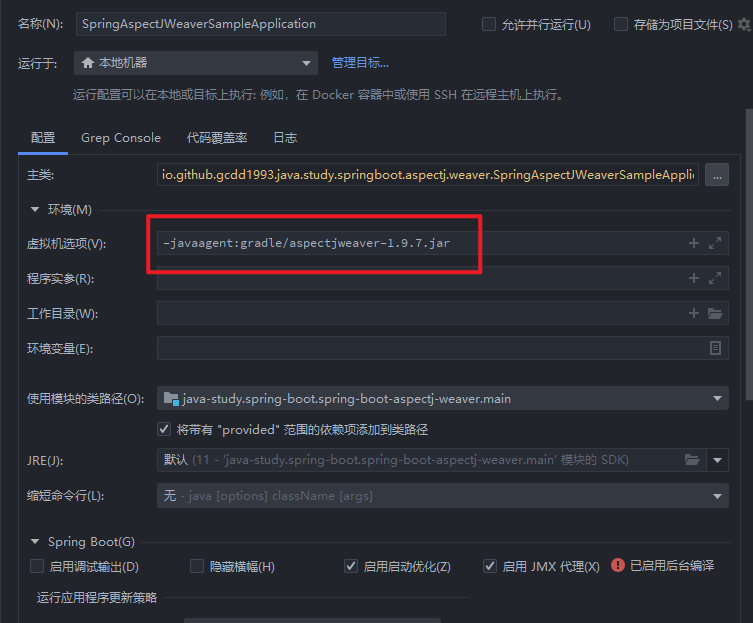 名称(N): SpringAspectJWeaverSampleApplication 允许并行运行(U) 存储为项目文件(S)
运行于: 本地机器 管理目标...
运行配置可以在本地或目标上执行: 例如，在 Docker 容器中或使用 SSH 在远程主机上执行。
配置 Grep Console 代码覆盖率 日志
主类: io.github.gcdd1993.java.study.springboot.aspectj.weaver.SpringAspectJWeaverSampleAppli ...
环境(M)
虚拟机选项(V): -javaagent:gradle/aspectjweaver-1.9.7.jar
程序实参(R):
工作目录(W):
环境变量(E):
使用模块的类路径(O): java-study.spring-boot.spring-boot-aspectj-weaver.main
将带有 "provided" 范围的依赖项添加到类路径
JRE(J): 默认 (11 - 'java-study.spring-boot.spring-boot-aspectj-weaver.main' 模块的 SDK)
缩短命令行(L): 无 - java [options] className [args]
Spring Boot(G)
启用调试输出(D) 隐藏横幅(H) 启用启动优化(Z) 启用 JMX 代理(X) 已启用后台编译
运行应用程序更新策略